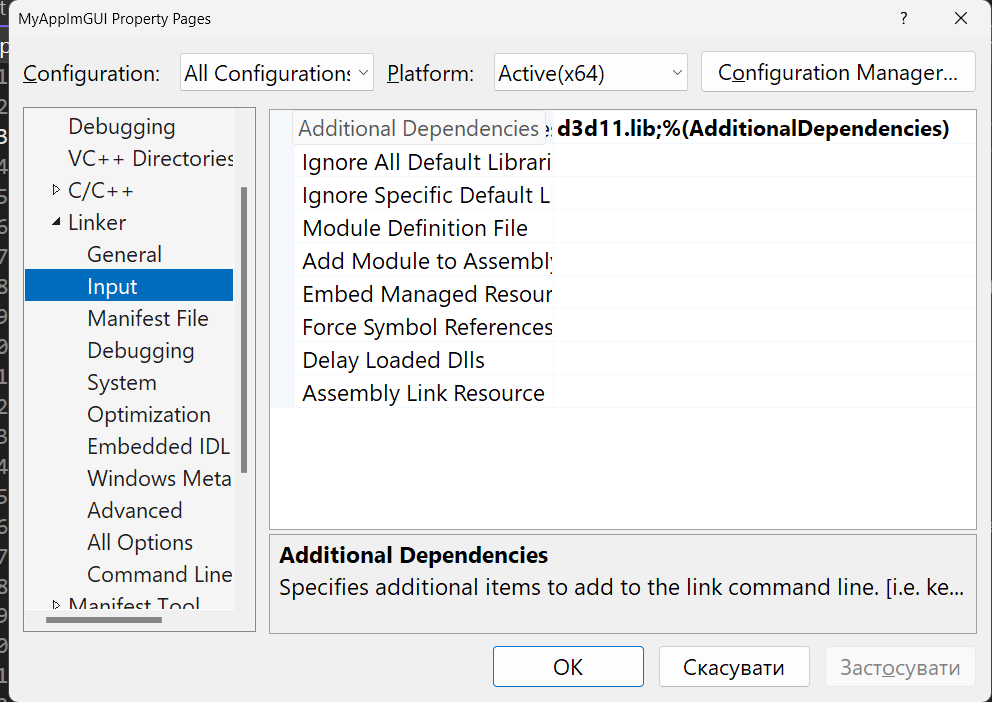 MyAppImGUI Property Pages
?
Configuration:
All Configurations
Platform:
Active(x64)
Configuration Manager...
Debugging
VC++ Directories
C/C++
Linker
General
Input
Manifest File
Debugging
System
Optimization
Embedded IDL
Windows Meta
Advanced
All Options
Command Line
Manifest Tool
Additional Dependencies
d3d11.lib;%(AdditionalDependencies)
Ignore All Default Librari
Ignore Specific Default L
Module Definition File
Add Module to Assembly
Embed Managed Resour
Force Symbol References
Delay Loaded Dlls
Assembly Link Resource
Additional Dependencies
Specifies additional items to add to the link command line. [i.e. ke...
OK
Скасувати
Застосувати